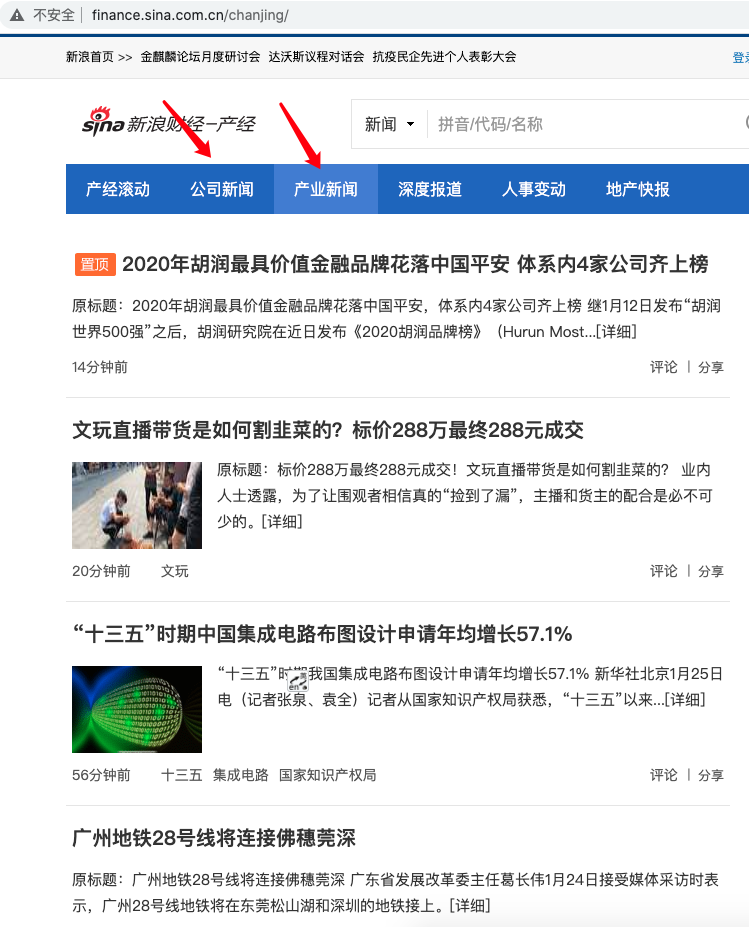 不安全 finance.sina.com.cn/chanjing/
新浪首页 >> 金麒麟论坛月度研讨会 达沃斯议程对话会 抗疫民企先进个人表彰大会
sina 新浪财经-产经 新闻 拼音/代码/名称
产经滚动 公司新闻 产业新闻 深度报道 人事变动 地产快报
置顶 2020年胡润最具价值金融品牌花落中国平安 体系内4家公司齐上榜
原标题：2020年胡润最具价值金融品牌花落中国平安，体系内4家公司齐上榜 继1月12日发布“胡润
世界500强”之后，胡润研究院在近日发布《2020胡润品牌榜》（Hurun Most...[详细]
14分钟前 评论 | 分享
文玩直播带货是如何割韭菜的？标价288万最终288元成交
原标题：标价288万最终288元成交！文玩直播带货是如何割韭菜的？ 业内
人士透露，为了让围观者相信真的“捡到了漏”，主播和货主的配合是必不可
少的。[详细]
20分钟前 文玩 评论 | 分享
“十三五”时期中国集成电路布图设计申请年均增长57.1%
“十三五”时期我国集成电路布图设计申请年均增长57.1% 新华社北京1月25日
电（记者张泉、袁全）记者从国家知识产权局获悉，“十三五”以来...[详细]
56分钟前 十三五 集成电路 国家知识产权局 评论 | 分享
广州地铁28号线将连接佛穗莞深
原标题：广州地铁28号线将连接佛穗莞深 广东省发展改革委主任葛长伟1月24日接受媒体采访时表
示，广州28号线将在东莞松山湖和深圳的地铁接上。[详细]